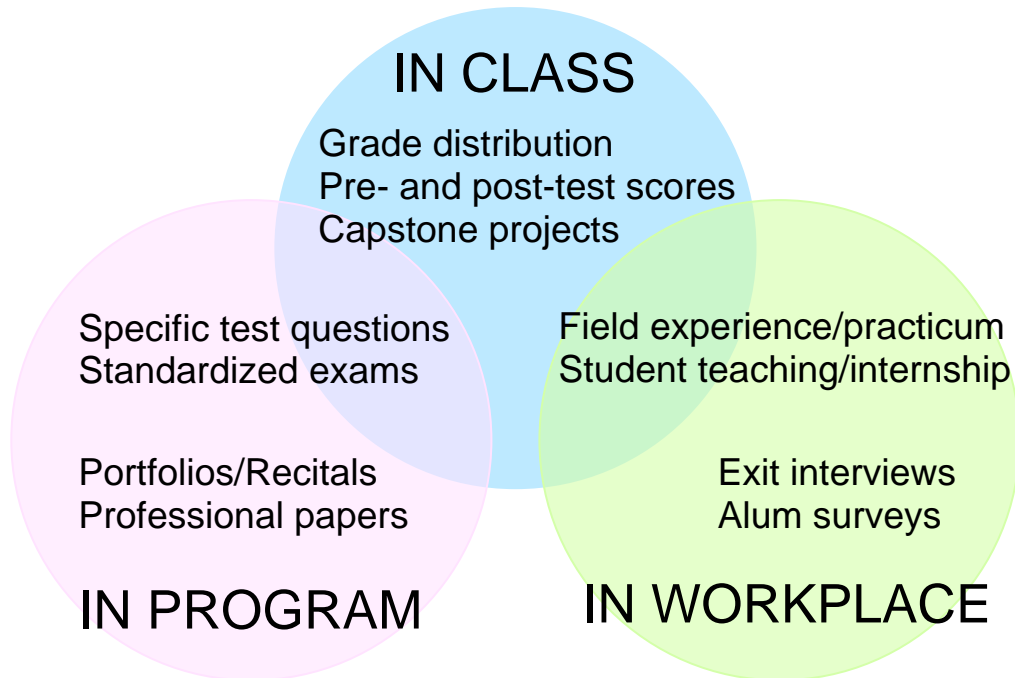 IN CLASS
Grade distribution
Pre- and post-test scores
Capstone projects
Specific test questions
Standardized exams
Field experience/practicum
Student teaching/internship
Portfolios/Recitals
Professional papers
Exit interviews
Alum surveys
IN PROGRAM
IN WORKPLACE